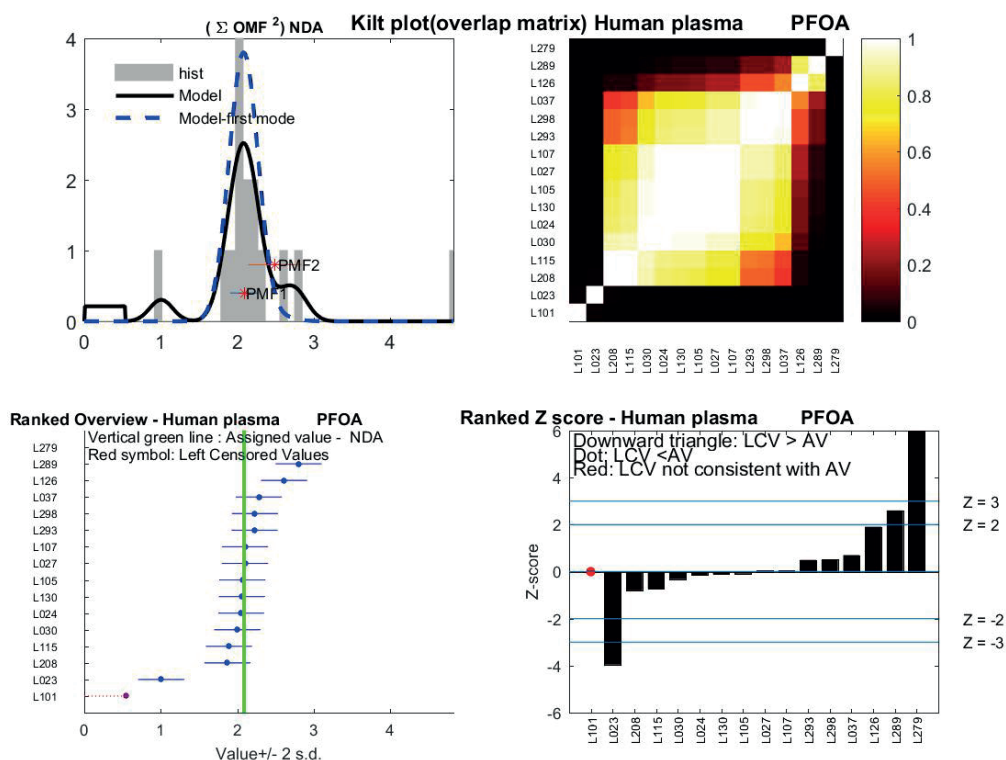 ( Σ OMF 2) NDA
Kilt plot(overlap matrix) Human plasma PFOA
4
3
2
1
0
hist
Model
Model-first mode
PMF2
PMF1
0 1 2 3 4
L279
L289
L126
L037
L298
L293
L107
L027
L105
L130
L024
L030
L115
L208
L023
L101
L101 L023 L208 L115 L030 L024 L130 L105 L027 L107 L293 L298 L037 L126 L289 L279
1
0.8
0.6
0.4
0.2
0
Ranked Overview - Human plasma PFOA
Vertical green line : Assigned value - NDA
Red symbol: Left Censored Values
L279
L289
L126
L037
L298
L293
L107
L027
L105
L130
L024
L030
L115
L208
L023
L101
0 1 2 3 4
Value+/- 2 s.d.
Ranked Z score - Human plasma PFOA
Downward triangle: LCV > AV
Dot: LCV <AV
Red: LCV not consistent with AV
Z-score
6
4
2
0
-2
-4
-6
Z = 3
Z = 2
Z = -2
Z = -3
L101 L023 L208 L115 L030 L024 L130 L105 L027 L107 L293 L298 L037 L126 L289 L279